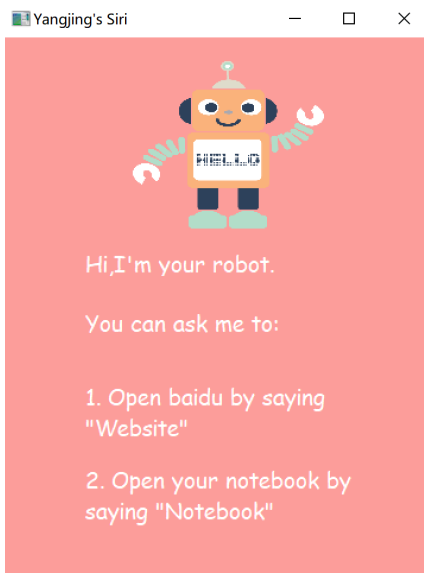 Yangjing's Siri
HELLO
Hi,I'm your robot.
You can ask me to:
1. Open baidu by saying
"Website"
2. Open your notebook by
saying "Notebook"